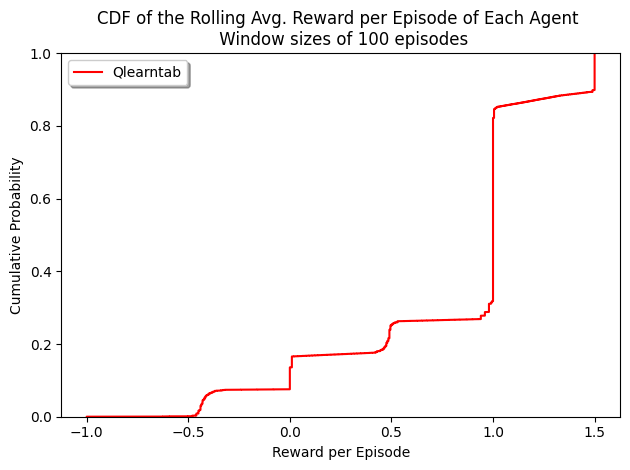 CDF of the Rolling Avg. Reward per Episode of Each Agent
Window sizes of 100 episodes
Qlearntab
Cumulative Probability
1.0
0.8
0.6
0.4
0.2
0.0
−1.0 −0.5 0.0 0.5 1.0 1.5
Reward per Episode